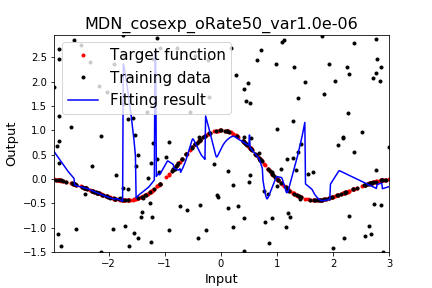 MDN_cosexp_oRate50_var1.0e-06
Target function
Training data
Fitting result
Output
2.5
2.0
1.5
1.0
0.5
0.0
−0.5
−1.0
−1.5
−2
−1
0
1
2
3
Input